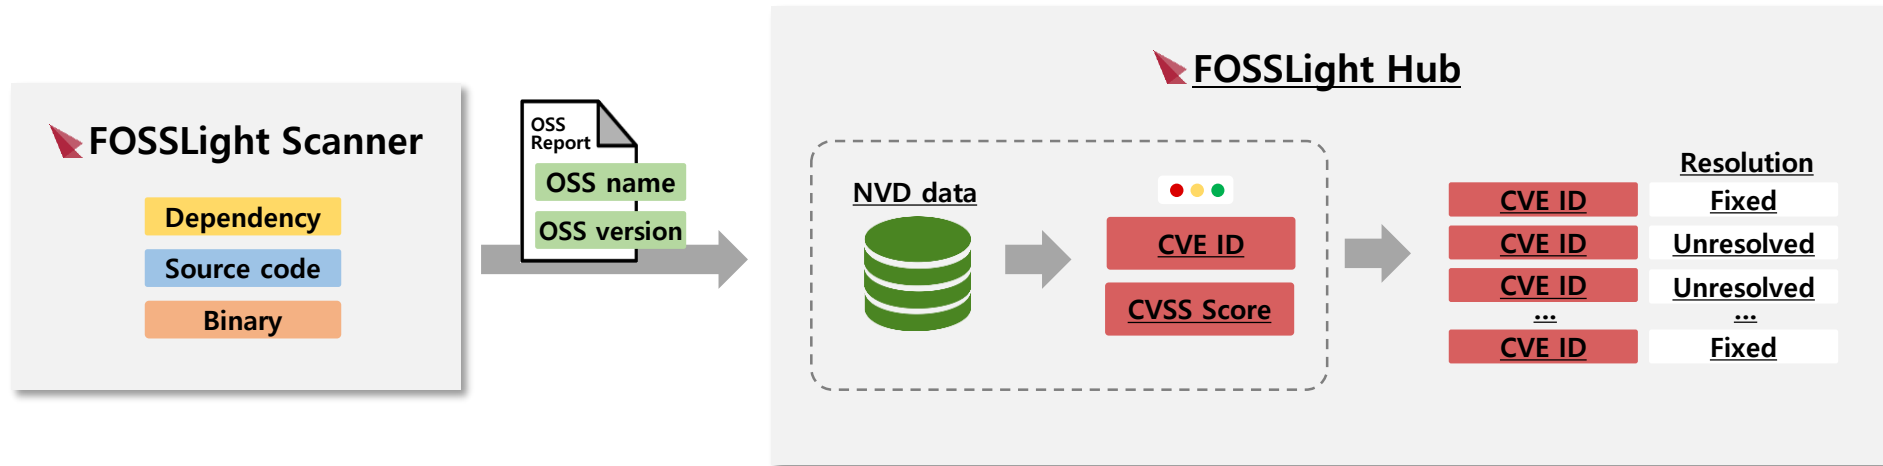 FOSSLight Scanner
Dependency
Source code
Binary
OSS
Report
OSS name
OSS version
FOSSLight Hub
NVD data
CVE ID
CVSS Score
Resolution
CVE ID Fixed
CVE ID Unresolved
CVE ID Unresolved
... ...
CVE ID Fixed